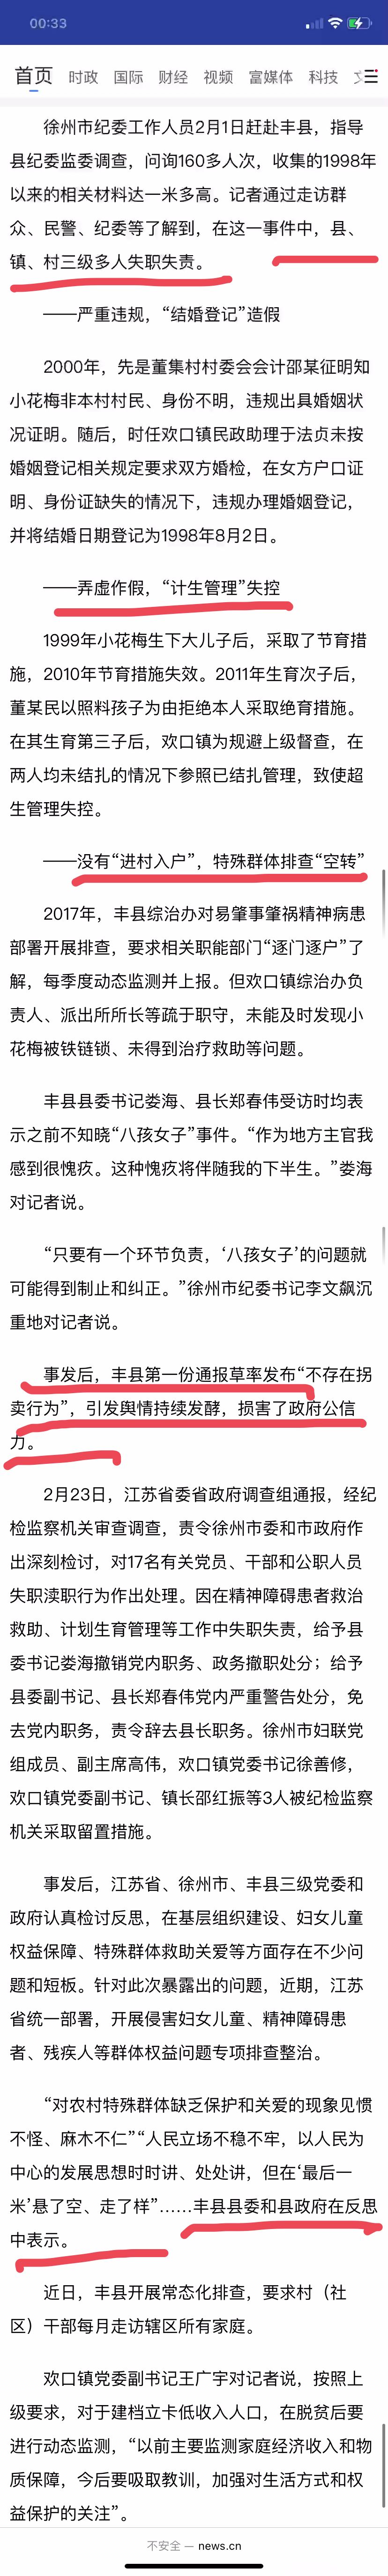 00:33
首页 时政 国际 财经 视频 富媒体 科技
徐州市纪委工作人员2月1日赶赴丰县，指导
县纪委监委调查，问询160多人次，收集的1998年
以来的相关材料达一米多高。记者通过走访群
众、民警、纪委等了解到，在这一事件中，县、
镇、村三级多人失职失责。
——严重违规，“结婚登记”造假
2000年，先是董集村村委会会计邵某征明知
小花梅非本村村民、身份不明，违规出具婚姻状
况证明。随后，时任欢口镇民政助理于法贞未按
婚姻登记相关规定要求双方婚检，在女方户口证
明、身份证缺失的情况下，违规办理婚姻登记，
并将结婚日期登记为1998年8月2日。
——弄虚作假，“计生管理”失控
1999年小花梅生下大儿子后，采取了节育措
施，2010年节育措施失效。2011年生育次子后，
董某民以照料孩子为由拒绝本人采取绝育措施。
在其生育第三子后，欢口镇为规避上级督查，在
两人均未结扎的情况下参照已结扎管理，致使超
生管理失控。
——没有“进村入户”，特殊群体排查“空转”
2017年，丰县综治办对易肇事肇祸精神病患
部署开展排查，要求相关职能部门“逐门逐户”了
解，每季度动态监测并上报。但欢口镇综治办负
责人、派出所所长等疏于职守，未能及时发现小
花梅被铁链锁、未得到治疗救助等问题。
丰县县委书记娄海、县长郑春伟受访时均表
示之前不知晓“八孩女子”事件。“作为地方主官我
感到很愧疚。这种愧疚将伴随我的下半生。”娄海
对记者说。
“只要有一个环节负责，‘八孩女子’的问题就
可能得到制止和纠正。”徐州市纪委书记李文飙沉
重地对记者说。
事发后，丰县第一份通报草率发布“不存在拐
卖行为”，引发舆情持续发酵，损害了政府公信
力。
2月23日，江苏省委省政府调查组通报，经纪
检监察机关审查调查，责令徐州市委和市政府作
出深刻检讨，对17名有关党员、干部和公职人员
失职渎职行为作出处理。因在精神障碍患者救治
救助、计划生育管理等工作中失职失责，给予县
委书记娄海撤销党内职务、政务撤职处分；给予
县委副书记、县长郑春伟党内严重警告处分，免
去党内职务，责令辞去县长职务。徐州市妇联党
组成员、副主席高伟，欢口镇党委书记徐善修，
欢口镇党委副书记、镇长邵红振等3人被纪检监察
机关采取留置措施。
事发后，江苏省、徐州市、丰县三级党委和
政府认真检讨反思，在基层组织建设、妇女儿童
权益保障、特殊群体救助关爱等方面存在不少问
题和短板。针对此次暴露出的问题，近期，江苏
省统一部署，开展侵害妇女儿童、精神障碍患
者、残疾人等群体权益问题专项排查整治。
“对农村特殊群体缺乏保护和关爱的现象见惯
不怪、麻木不仁”“人民立场不稳不牢，以人民为
中心的发展思想时时讲、处处讲，但在‘最后一
米’悬了空、走了样”……丰县县委和县政府在反思
中表示。
近日，丰县开展常态化排查，要求村（社
区）干部每月走访辖区所有家庭。
欢口镇党委副书记王广宇对记者说，按照上
级要求，对于建档立卡低收入人口，在脱贫后要
进行动态监测，“以前主要监测家庭经济收入和物
质保障，今后要吸取教训，加强对生活方式和权
益保护的关注”。
不安全 — news.cn